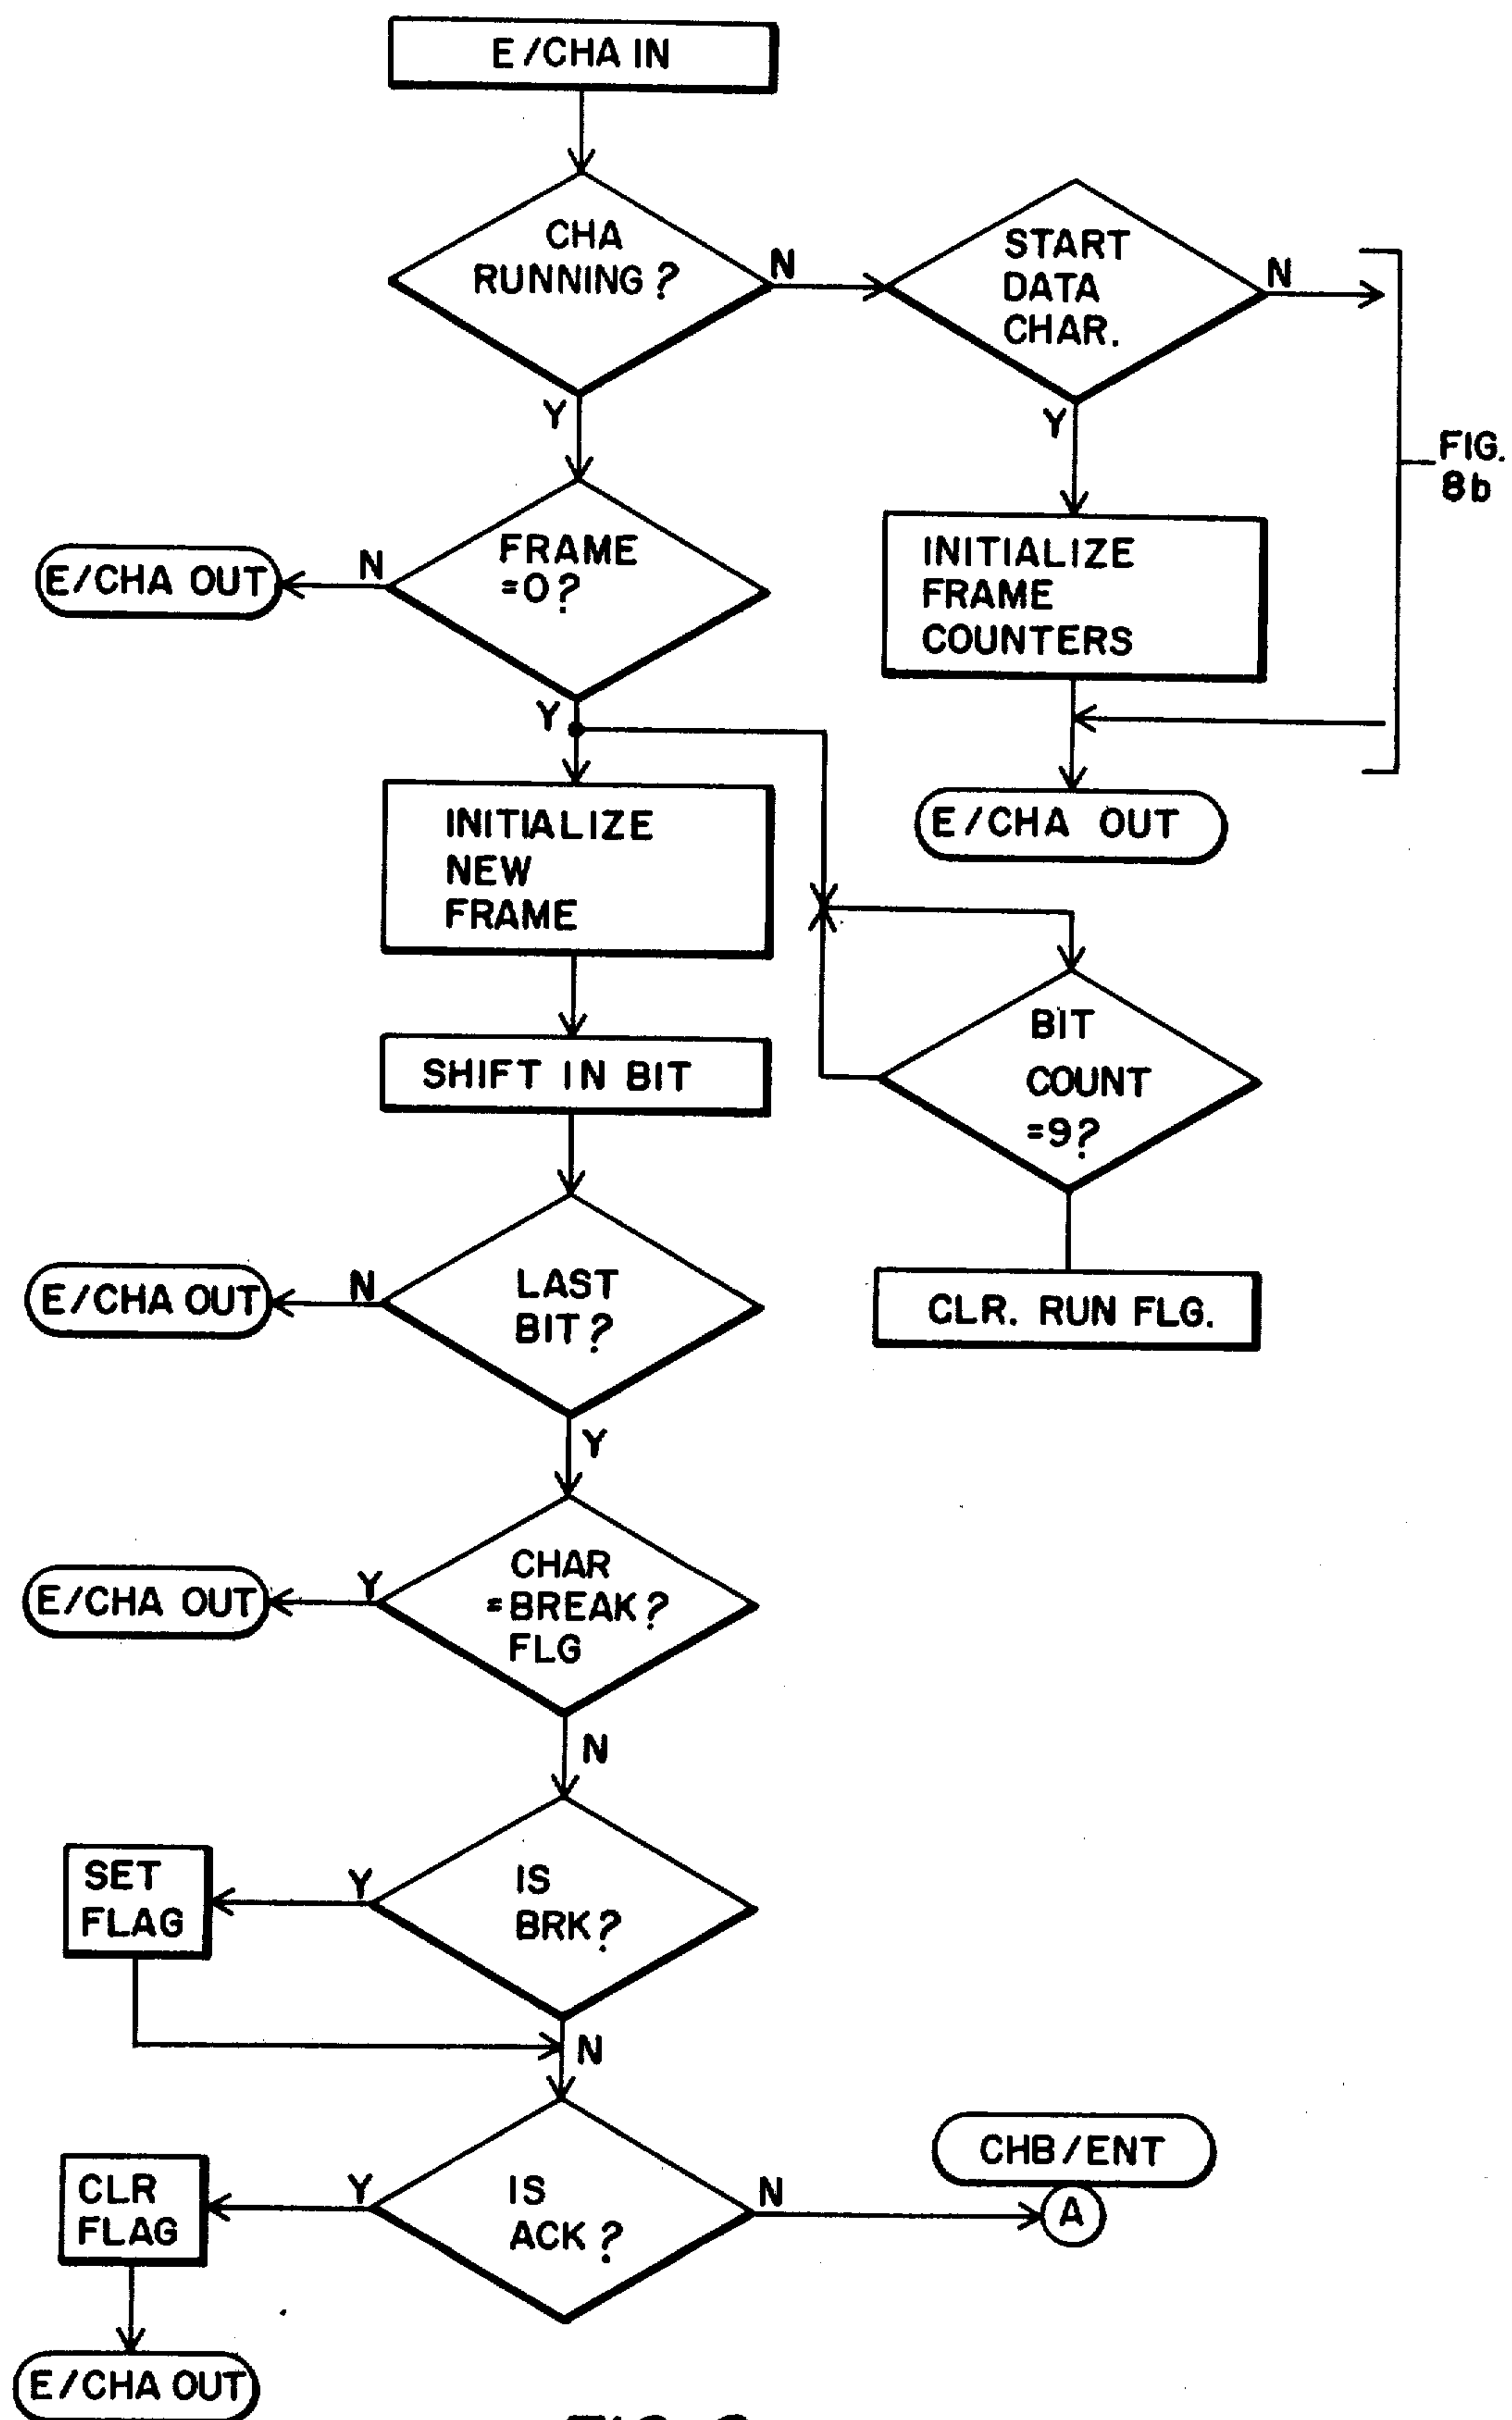 E/CHA IN
CHA
RUNNING?
N
Y
START
DATA
CHAR.
N
Y
FIG.
8b
FRAME
=0?
N
E/CHA OUT
Y
INITIALIZE
FRAME
COUNTERS
E/CHA OUT
INITIALIZE
NEW
FRAME
SHIFT IN BIT
BIT
COUNT
=9?
CLR. RUN FLG.
LAST
BIT?
N
E/CHA OUT
Y
CHAR
=BREAK?
FLG
Y
E/CHA OUT
N
IS
BRK?
Y
SET
FLAG
N
IS
ACK?
Y
CLR
FLAG
E/CHA OUT
N
CHB/ENT
A